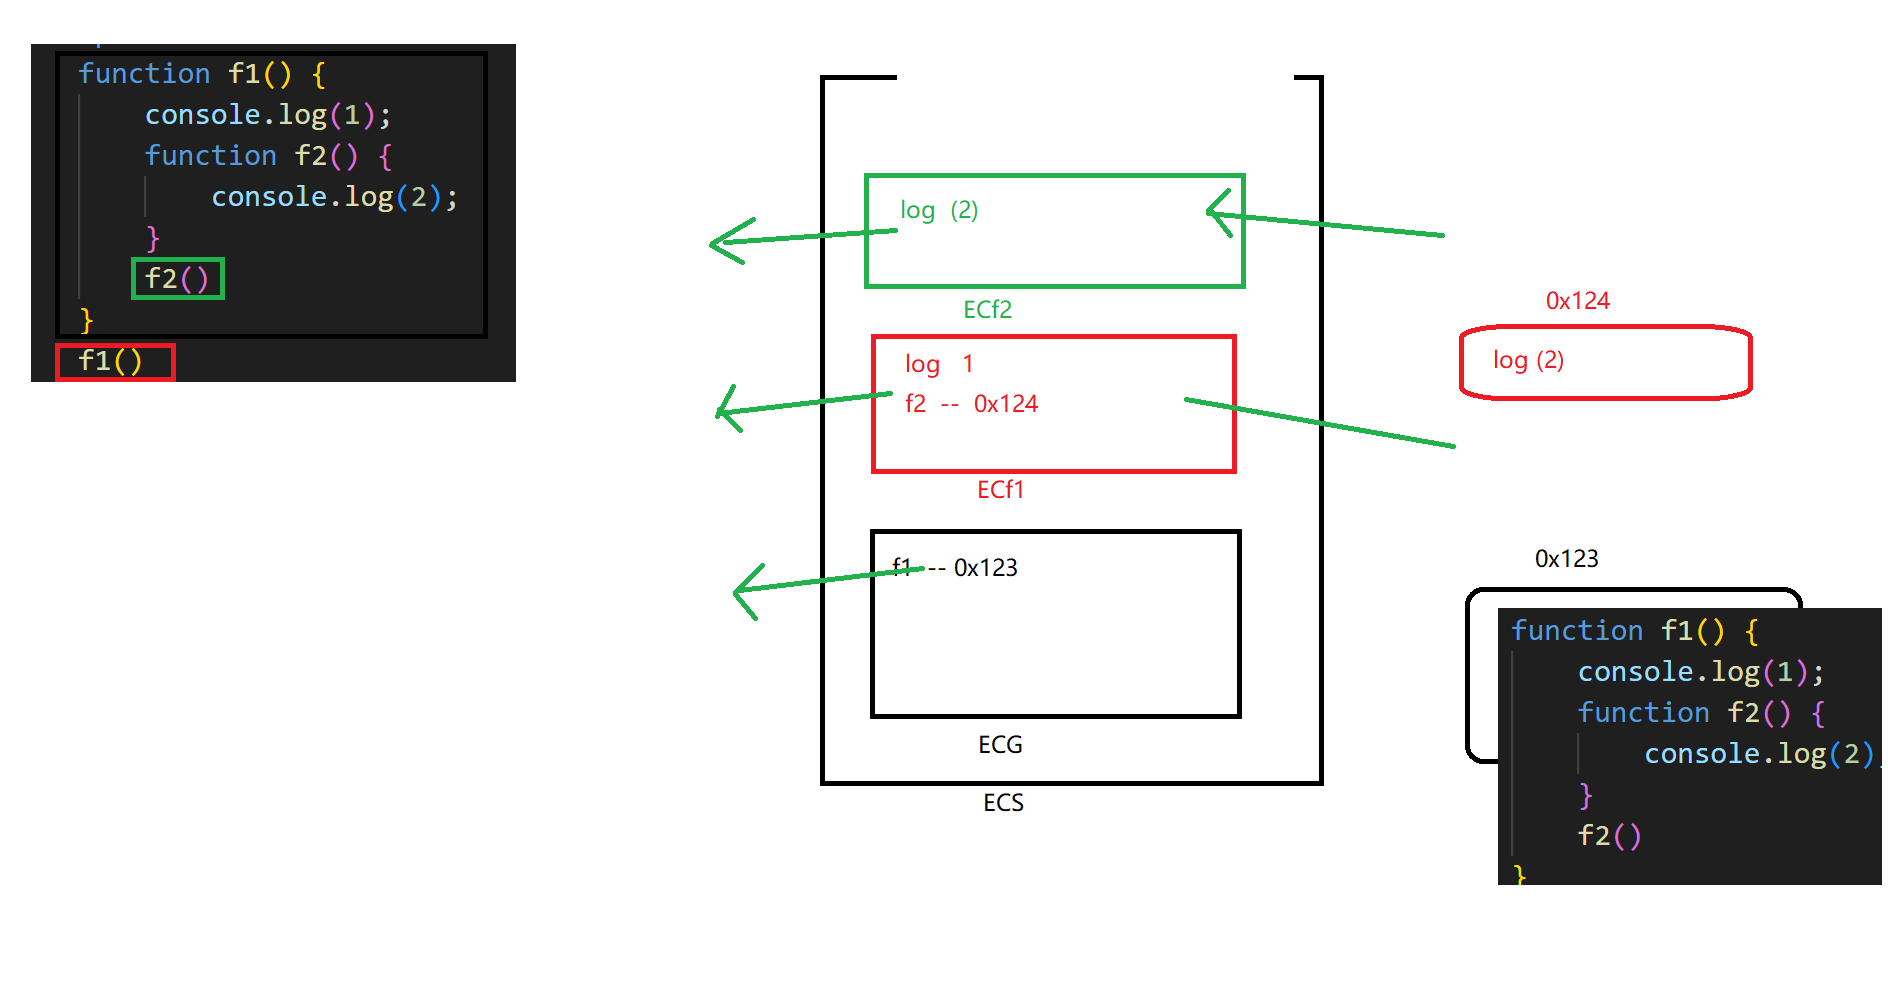 function f1() {
console.log(1);
function f2() {
console.log(2);
}
f2()
}
f1()
log (2)
ECf2
log 1
f2 -- 0x124
ECf1
f1 -- 0x123
ECG
ECS
0x124
log (2)
0x123
function f1() {
console.log(1);
function f2() {
console.log(2)
}
f2()
}